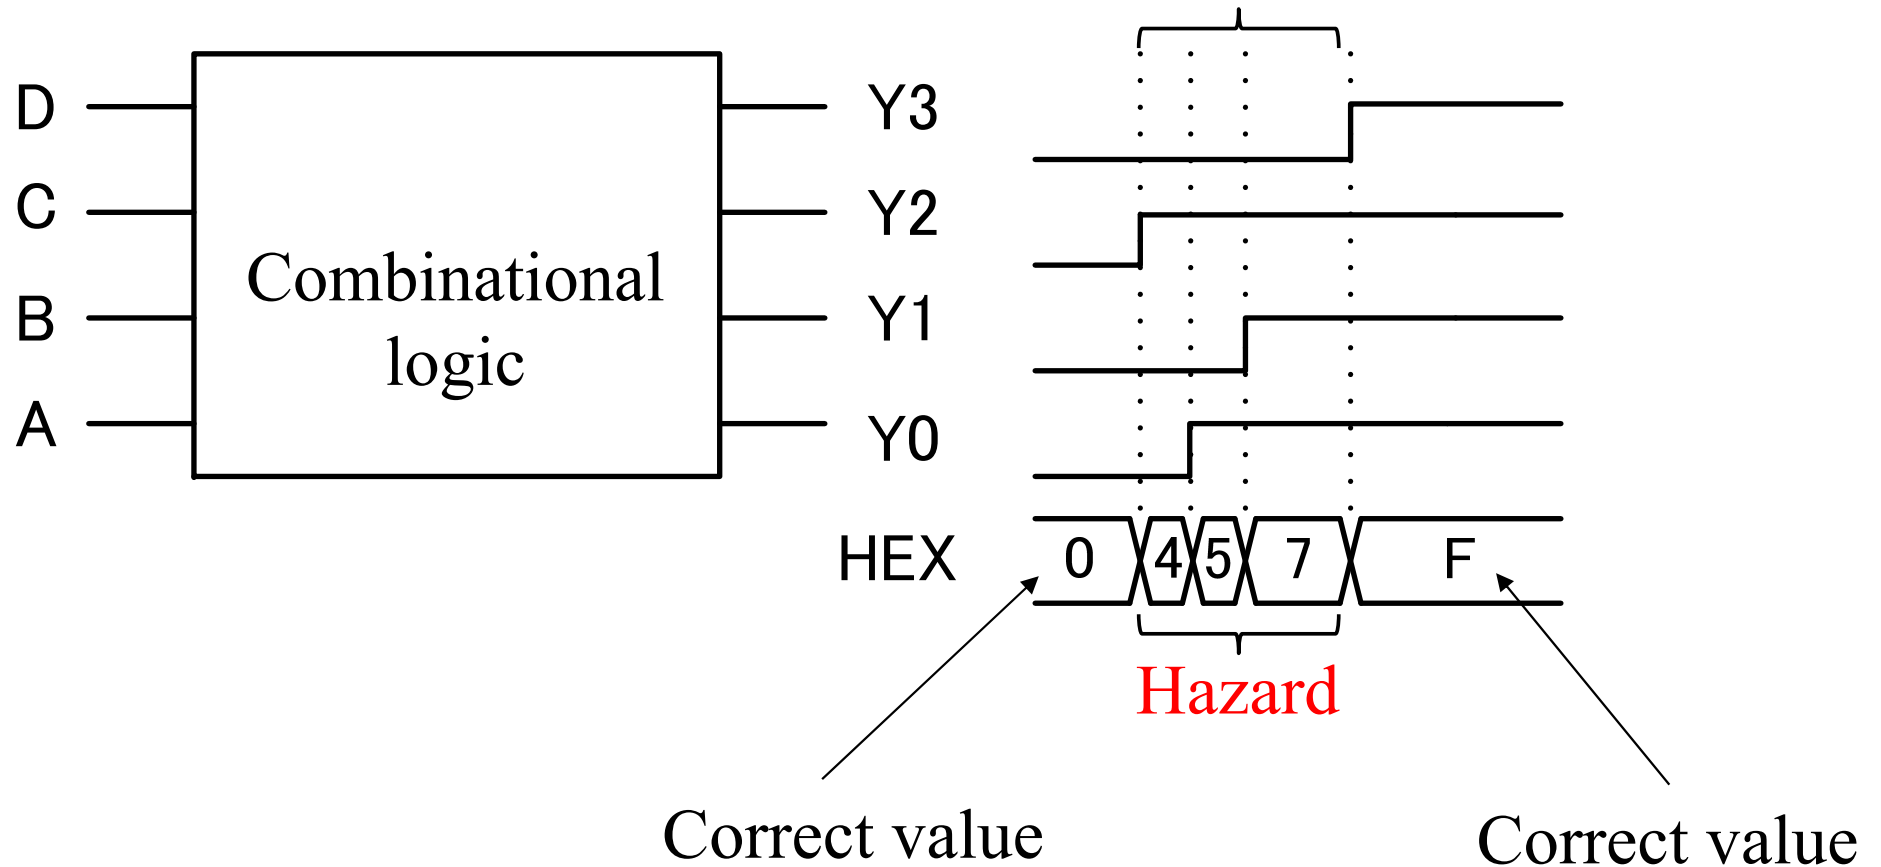 D
C
B
A
Combinational
logic
Y3
Y2
Y1
Y0
HEX
0 4 5 7 F
Hazard
Correct value
Correct value